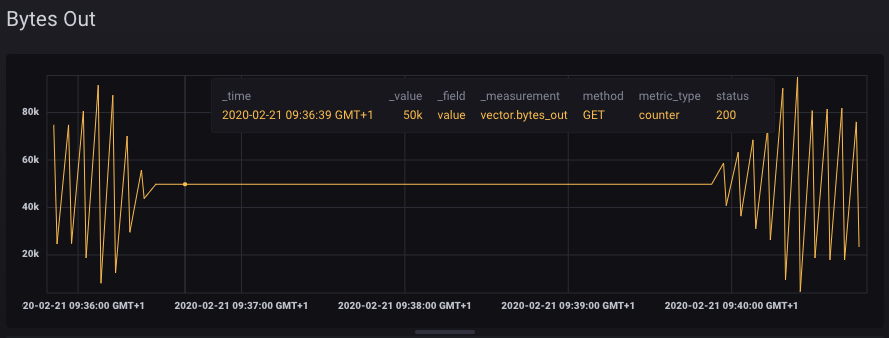 Bytes Out
_time _value _field _measurement method metric_type status
2020-02-21 09:36:39 GMT+1 50k value vector.bytes_out GET counter 200
80k
60k
40k
20k
20-02-21 09:36:00 GMT+1 2020-02-21 09:37:00 GMT+1 2020-02-21 09:38:00 GMT+1 2020-02-21 09:39:00 GMT+1 2020-02-21 09:40:00 GMT+1